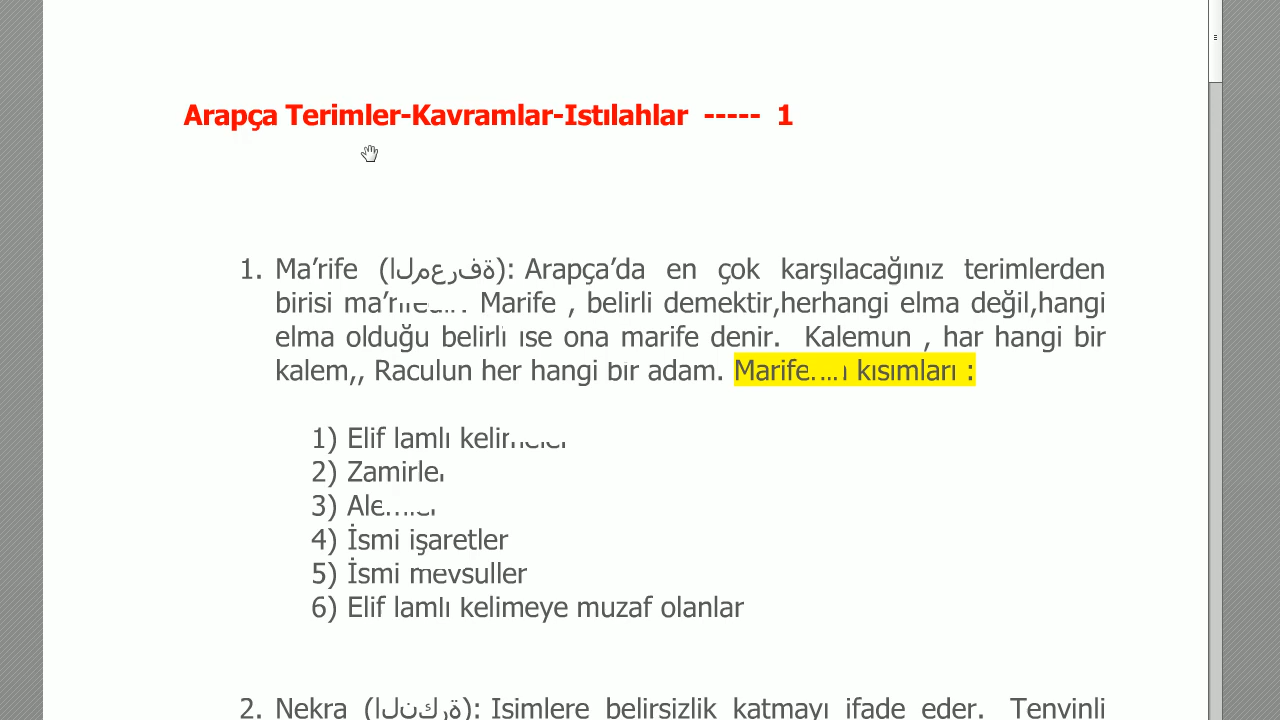 Arapça Terimler-Kavramlar-Istılahlar ----- 1
1. Ma’rife (المعرفة): Arapça’da en çok karşılacağınız terimlerden
birisi Marife , belirli demektir,herhangi elma değil,hangi
elma olduğu belirli ise ona marife denir. Kalemun , har hangi bir
kalem,, Raculun her hangi bir adam. kısımları :
1) Elif lamlı kelimeler
2) Zamirler
3)
4) İsmi işaretler
5) İsmi mevsuller
6) Elif lamlı kelimeye muzaf olanlar
2. Nekra (النكرة): Isimlere belirsizlik katmayı ifade eder. Tenvinli